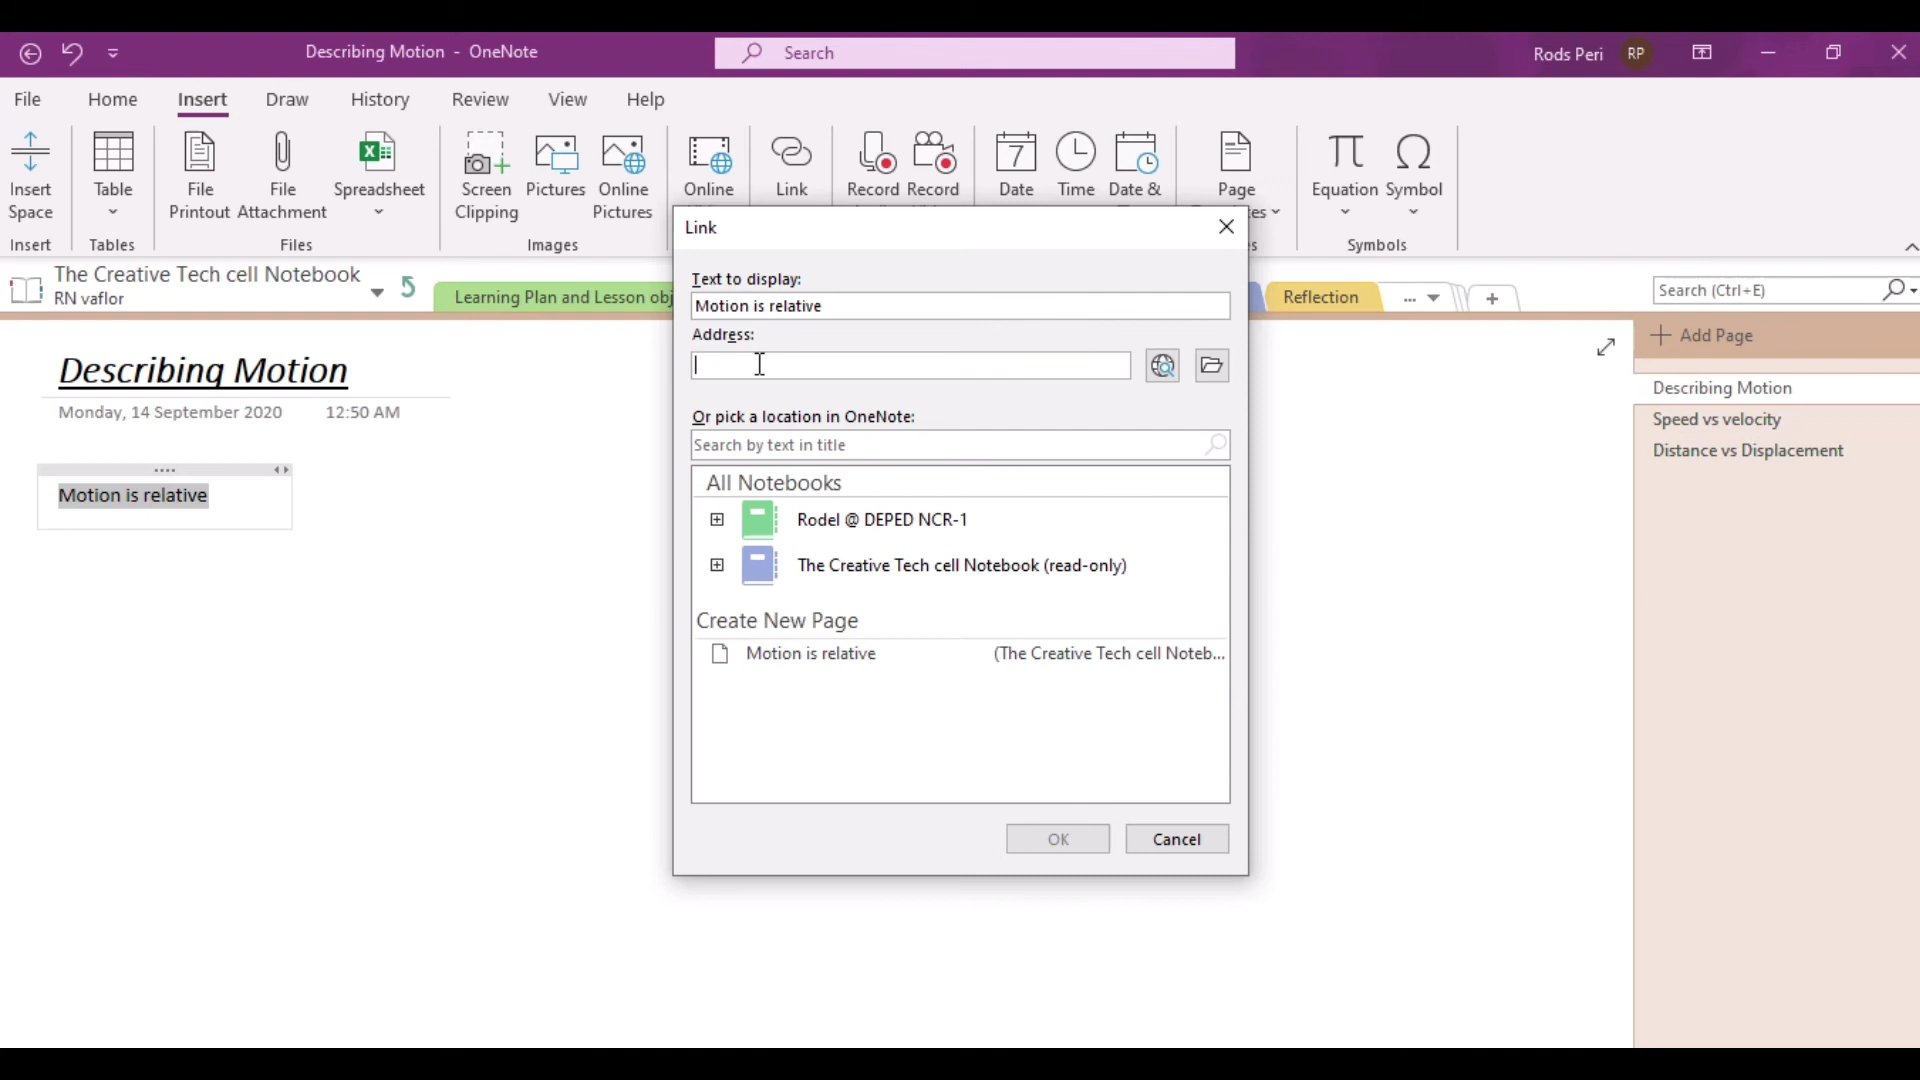 Describing Motion - OneNote
Search
Rods Peri
RP
File
Home
Insert
Draw
History
Review
View
Help
Insert Space
Table
File Printout
File Attachment
Spreadsheet
Screen Clipping
Pictures
Online Pictures
Online
Link
Record
Record
7
Date
Time
Date &
Page
es
Equation
Symbol
Insert
Tables
Files
Images
s
Symbols
The Creative Tech cell Notebook
RN vaflor
Learning Plan and Lesson obj
Reflection
...
Search (Ctrl+E)
Add Page
Describing Motion
Speed vs velocity
Distance vs Displacement
Describing Motion
Monday, 14 September 2020 12:50 AM
Motion is relative
Link
Text to display:
Motion is relative
Address:
Or pick a location in OneNote:
Search by text in title
All Notebooks
Rodel @ DEPED NCR-1
The Creative Tech cell Notebook (read-only)
Create New Page
Motion is relative (The Creative Tech cell Noteb...
OK
Cancel